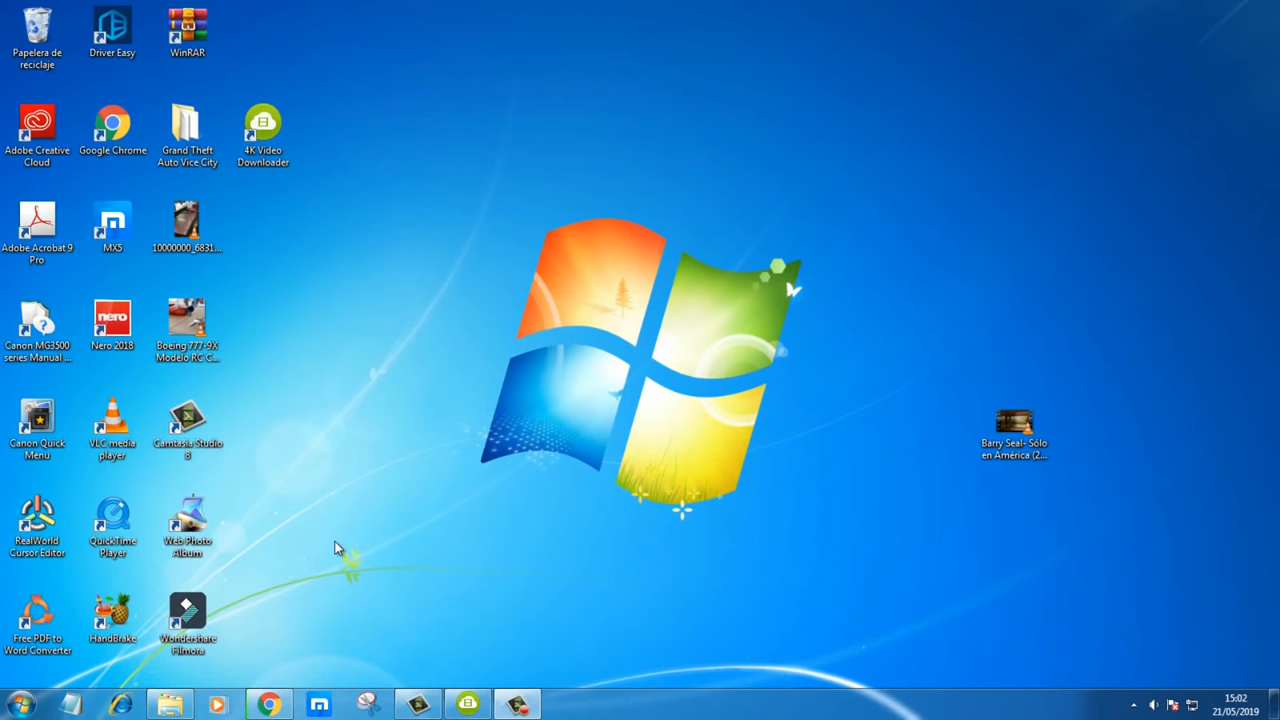 Papelera de
reciclaje
Driver Easy
WinRAR
Adobe Creative
Cloud
Google Chrome
Grand Theft
Auto Vice City
4K Video
Downloader
Adobe Acrobat 9
Pro
MX5
10000000_6831...
Canon MG3500
series Manual ...
nero
Nero 2018
Boeing 777-9X
Modelo RC C...
Canon Quick
Menu
VLC media
player
Camtasia Studio
8
Barry Seal- Sólo
en América (2...
RealWorld
Cursor Editor
QuickTime
Player
Web Photo
Album
Free PDF to
Word Converter
HandBrake
Wondershare
Filmora
15:02
21/05/2019